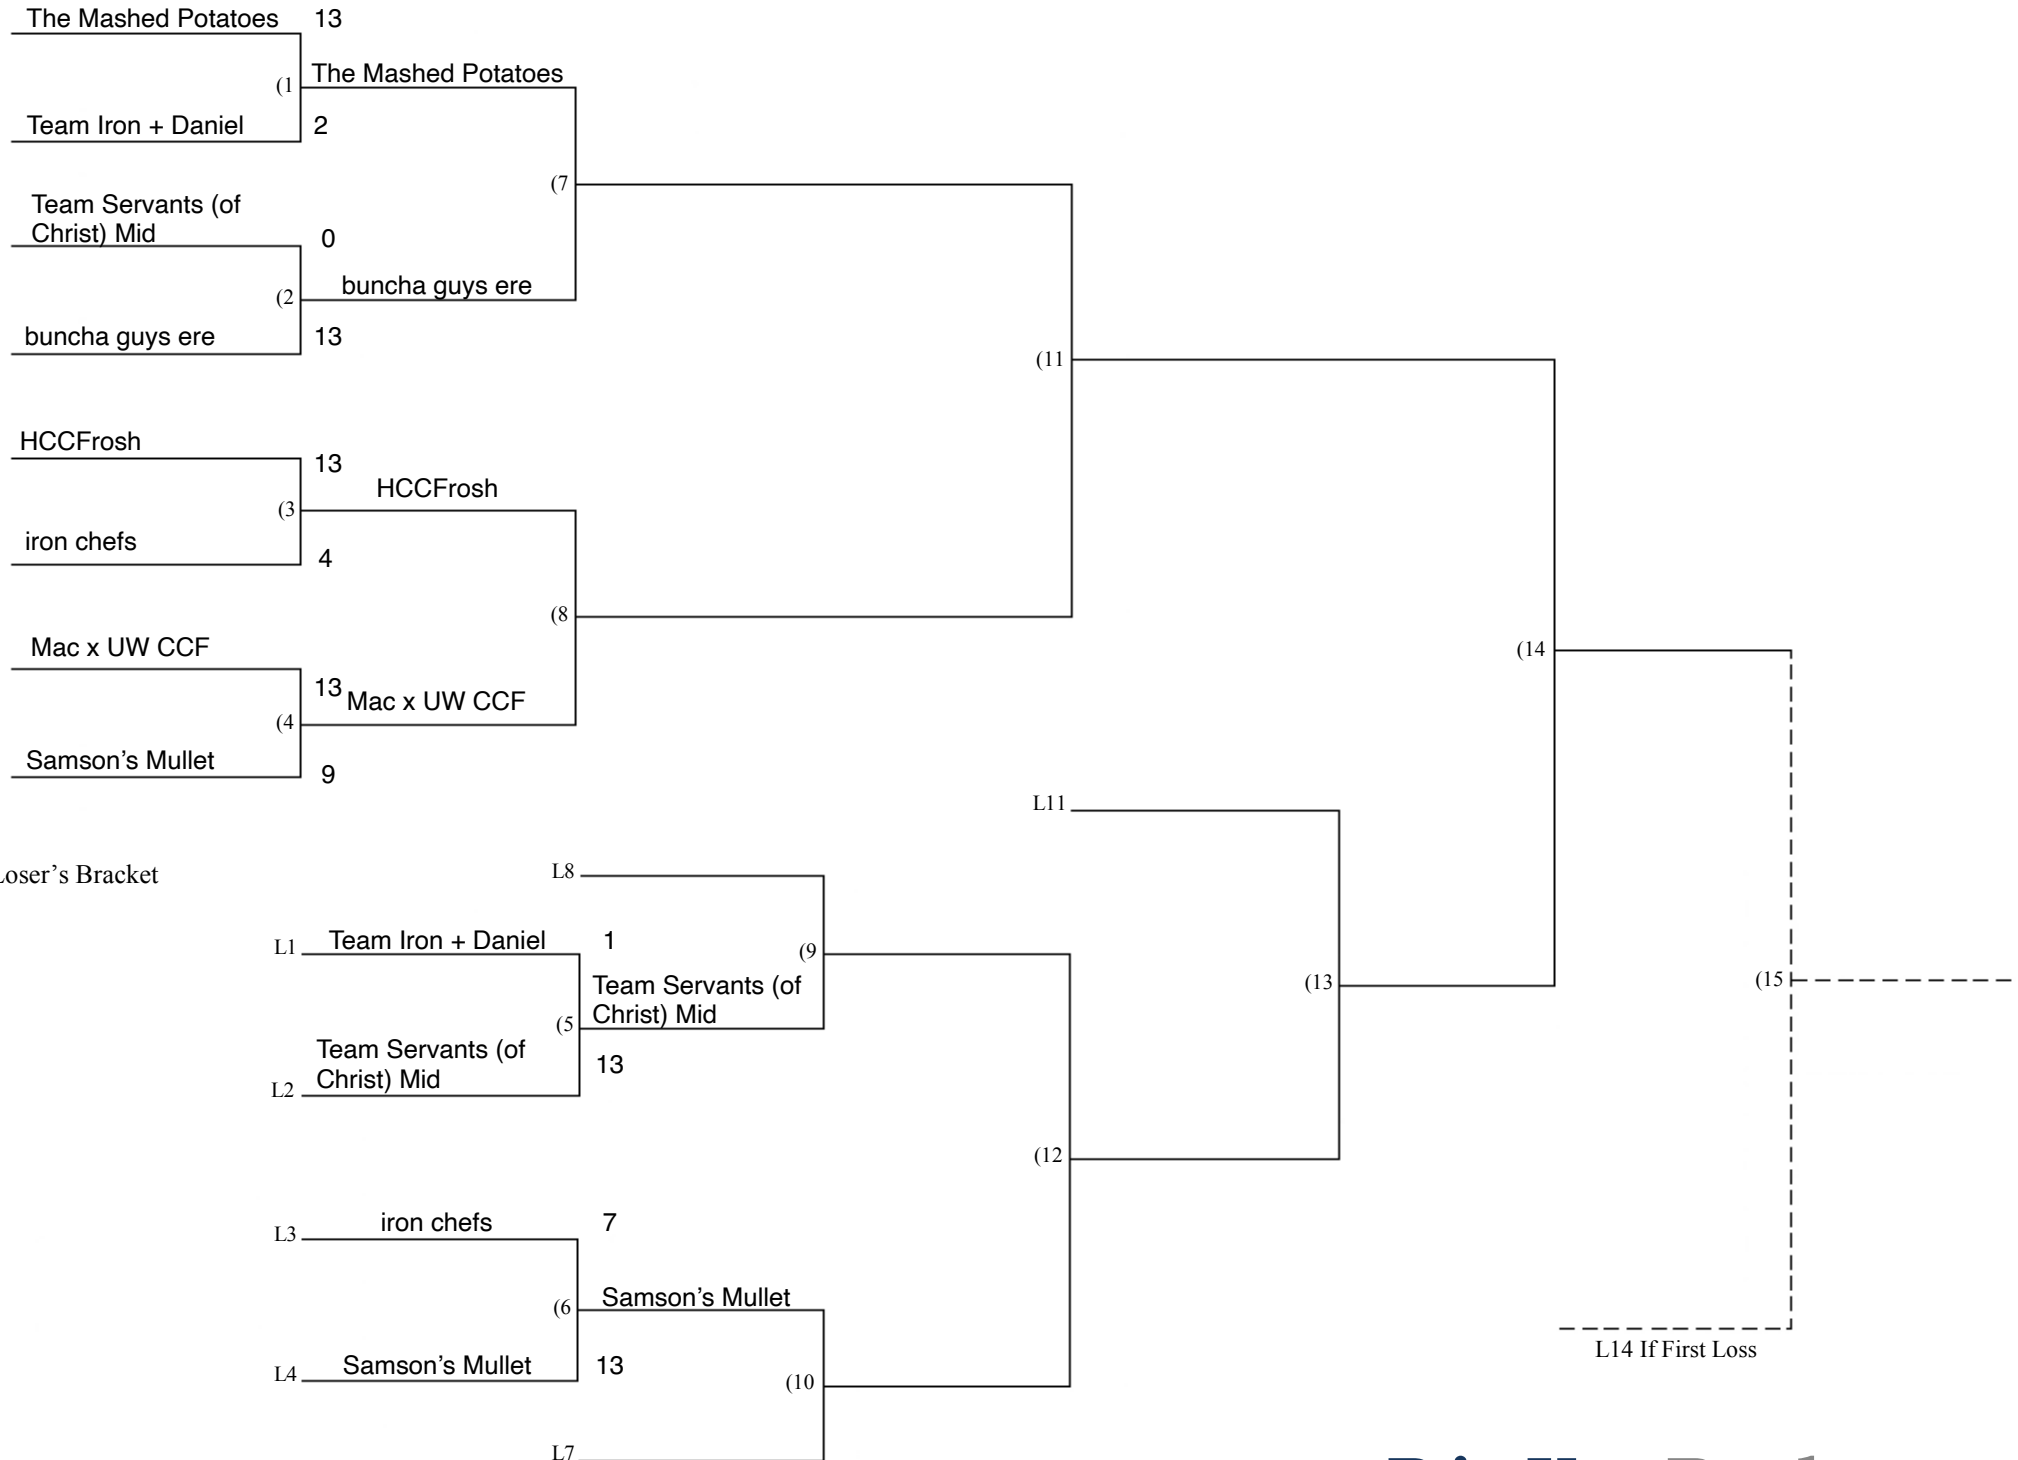 The Mashed Potatoes 13
(1 The Mashed Potatoes
Team Iron + Daniel 2
(7
Team Servants (of
Christ) Mid 0
(2 buncha guys ere
buncha guys ere 13
(11
HCCFrosh 13
(3 HCCFrosh
iron chefs 4
(8
Mac x UW CCF 13
(4 Mac x UW CCF
Samson’s Mullet 9
(14
L11
Loser’s Bracket
L8
L1 Team Iron + Daniel 1
(9
Team Servants (of
Christ) Mid
(5
L2 Team Servants (of
Christ) Mid 13
(13
(15
(12
L3 iron chefs 7
(6 Samson’s Mullet
L4 Samson’s Mullet 13
(10
L14 If First Loss
L7